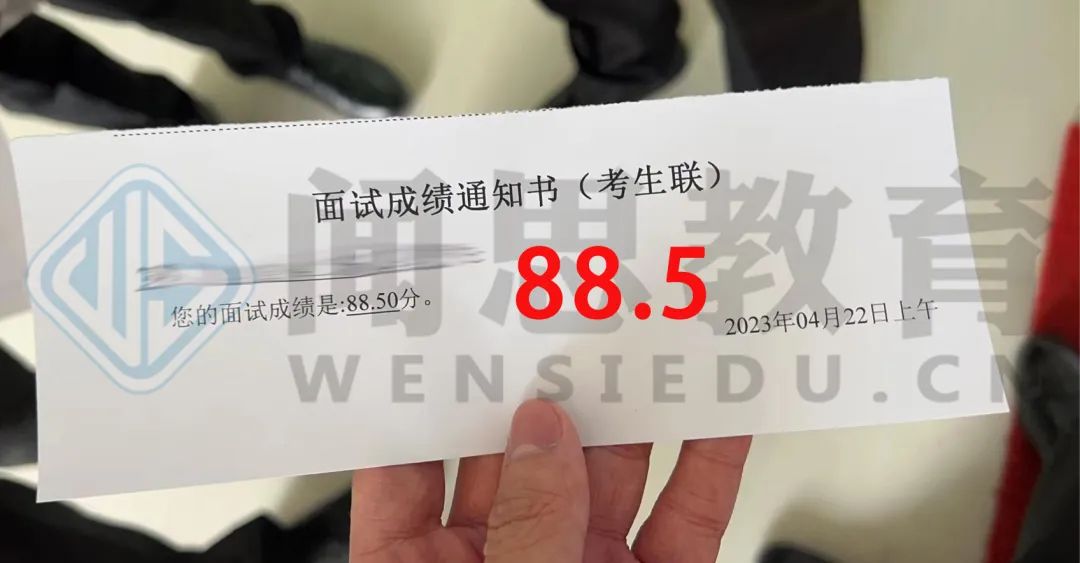 面试成绩通知书（考生联）
您的面试成绩是:88.50分。
88.5
2023年04月22日上午
闻思教育
WENSIEDU.CN